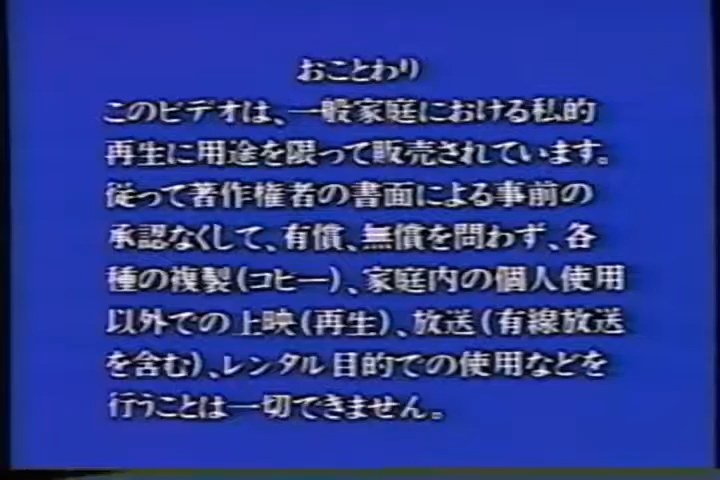 おことわり
このビデオは、一般家庭における私的
再生に用途を限って販売されています。
従って著作権者の書面による事前の
承認なくして、有償、無償を問わず、各
種の複製(コピー)、家庭内の個人使用
以外での上映(再生)、放送(有線放送
を含む)、レンタル目的での使用などを
行うことは一切できません。